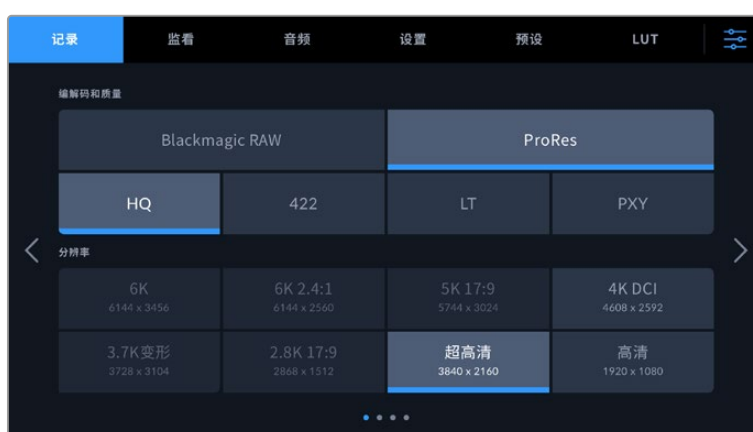 记录 监看 音频 设置 预设 LUT
编解码和质量
Blackmagic RAW ProRes
HQ 422 LT PXY
分辨率
6K 6K 2.4:1 5K 17:9 4K DCI
6144 x 3456 6144 x 2560 5744 x 3024 4608 x 2592
3.7K变形 2.8K 17:9 超高清 高清
3728 x 3104 2868 x 1512 3840 x 2160 1920 x 1080